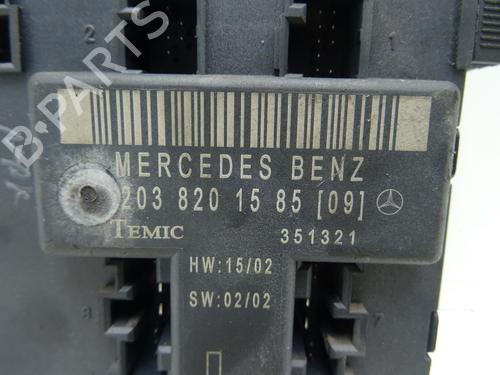 2
1
B-PARTS
MERCEDES BENZ
203 820 15 85 [09]
TEMIC 351321
HW:15/02
SW:02/02
8
7